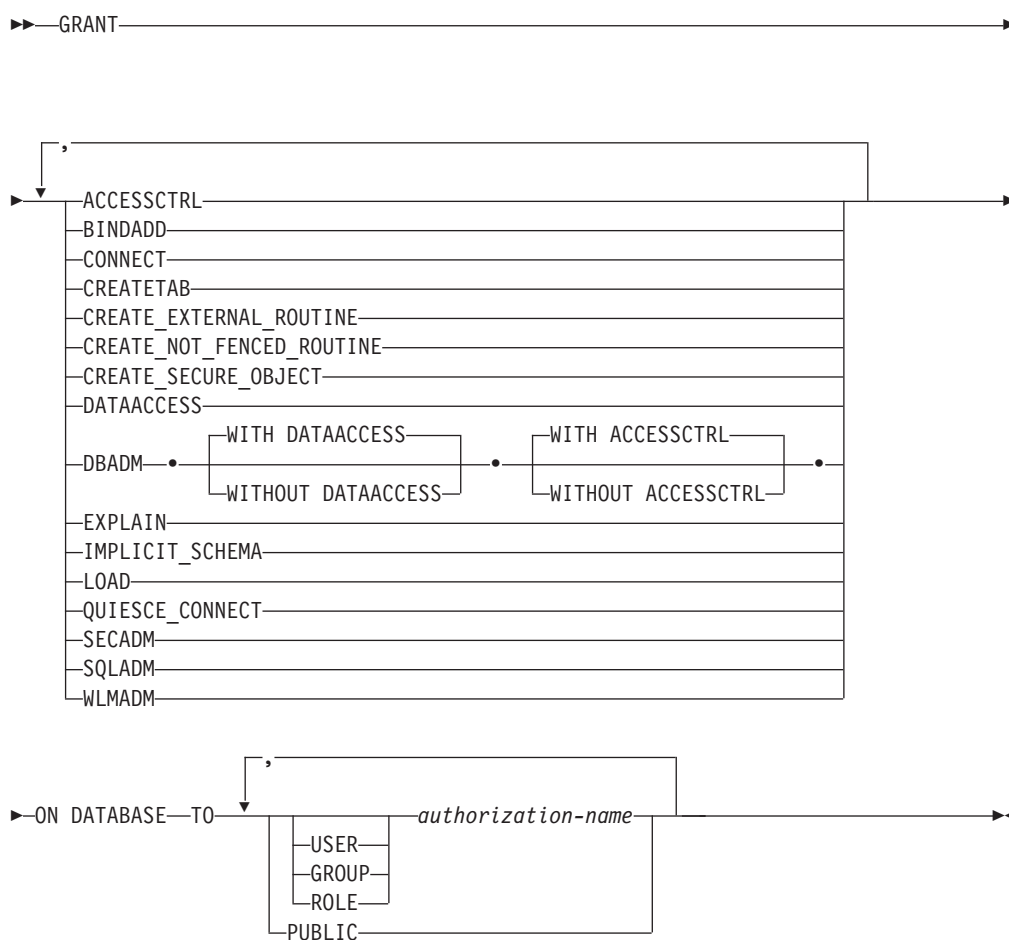 GRANT
,
ACCESSCTRL
BINDADD
CONNECT
CREATETAB
CREATE_EXTERNAL_ROUTINE
CREATE_NOT_FENCED_ROUTINE
CREATE_SECURE_OBJECT
DATAACCESS
WITH DATAACCESS WITH ACCESSCTRL
DBADM • • •
WITHOUT DATAACCESS WITHOUT ACCESSCTRL
EXPLAIN
IMPLICIT_SCHEMA
LOAD
QUIESCE_CONNECT
SECADM
SQLADM
WLMADM
,
ON DATABASE TO authorization-name
USER
GROUP
ROLE
PUBLIC